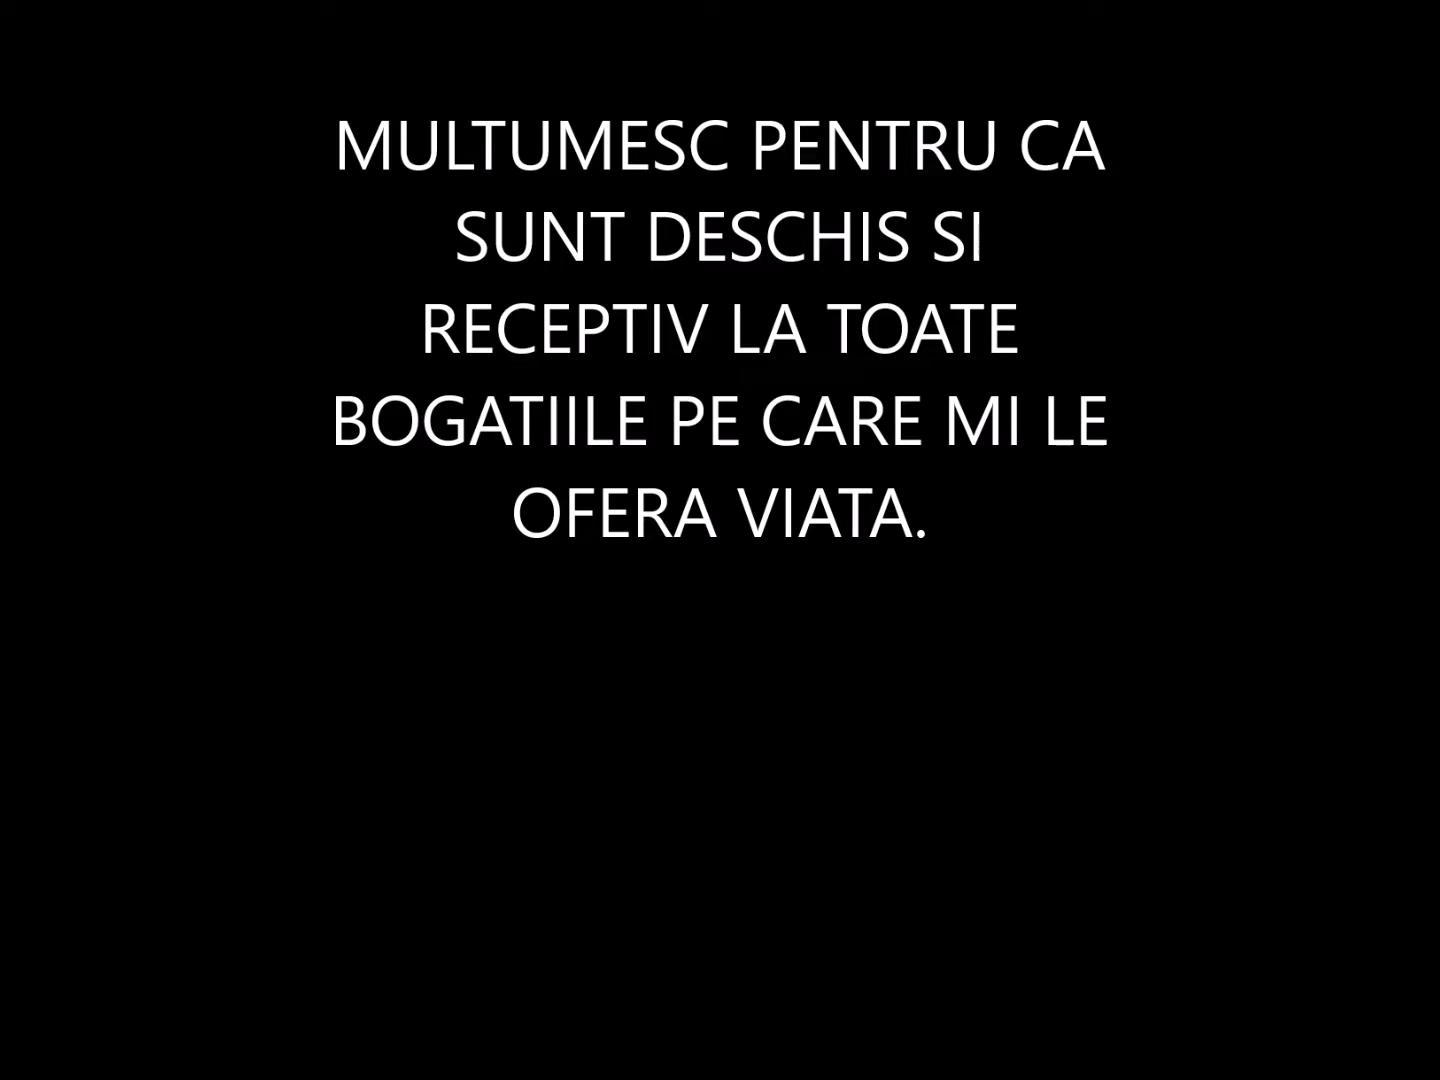 MULTUMESC PENTRU CA
SUNT DESCHIS SI
RECEPTIV LA TOATE
BOGATIILE PE CARE MI LE
OFERA VIATA.